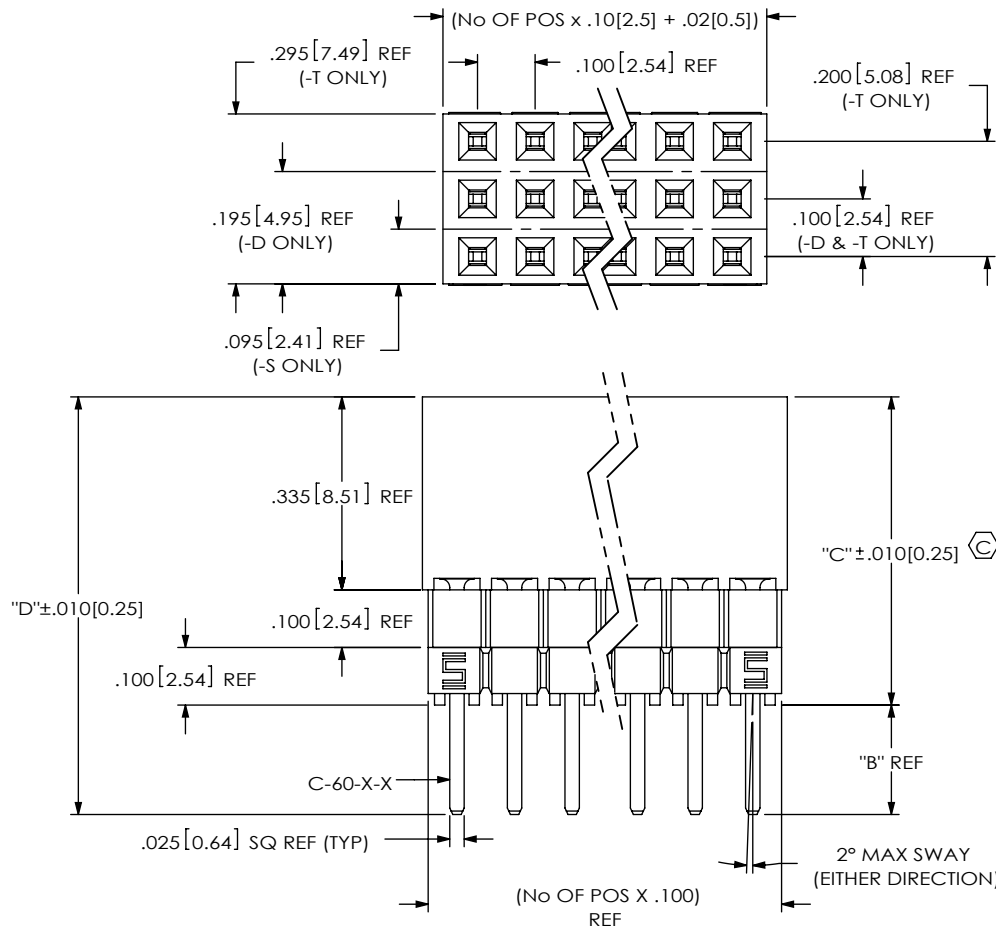 (No OF POS x .10[2.5] + .02[0.5])
.295[7.49] REF
(-T ONLY)
.100[2.54] REF
.200[5.08] REF
(-T ONLY)
.195[4.95] REF
(-D ONLY)
.100[2.54] REF
(-D & -T ONLY)
.095[2.41] REF
(-S ONLY)
.335[8.51] REF
"C"±.010[0.25]
C
"D"±.010[0.25]
.100[2.54] REF
.100[2.54] REF
"B" REF
C-60-X-X
.025[0.64] SQ REF (TYP)
2° MAX SWAY
(EITHER DIRECTION)
(No OF POS X .100)
REF